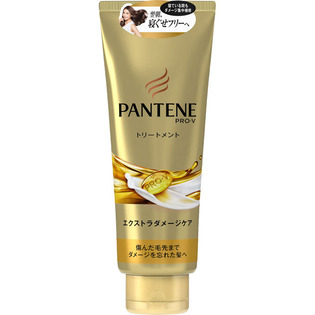 翌朝、
寝ぐせフリーへ
寝ている間も
ダメージ集中補修
PANTENE
PRO-V
トリートメント
PRO-V
エクストラダメージケア
傷んだ毛先まで
ダメージを忘れた髪へ